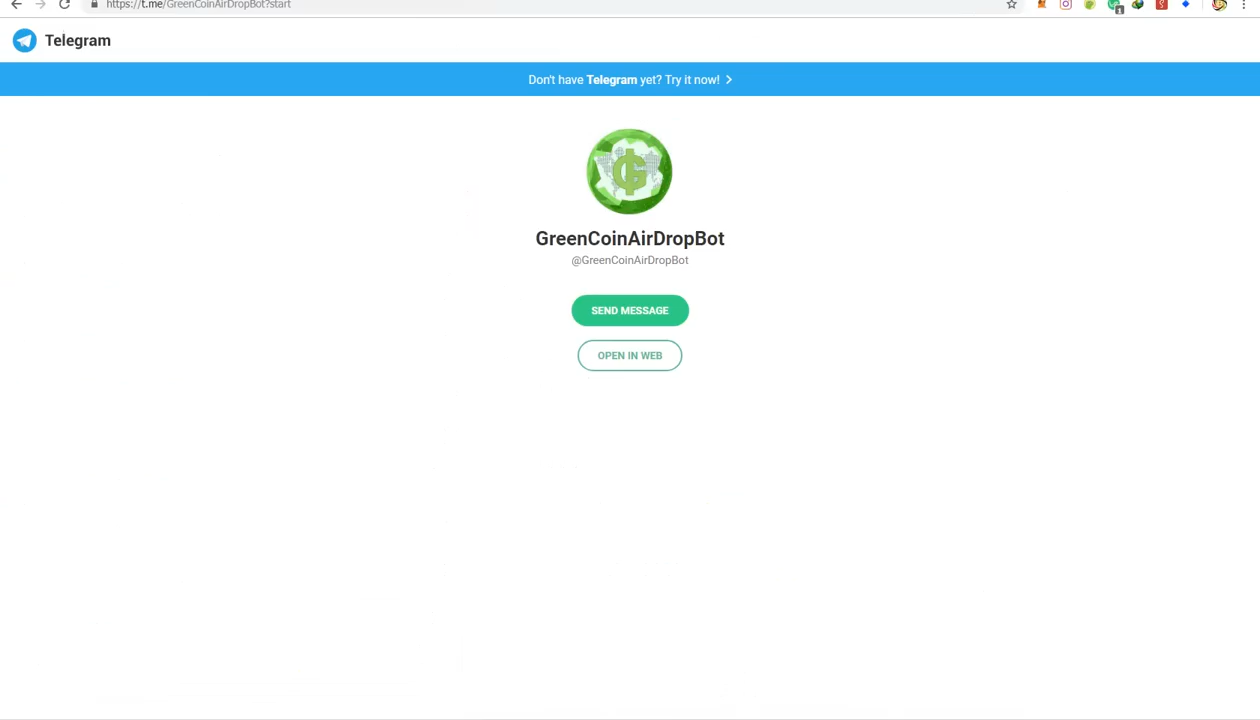 https://t.me/GreenCoinAirDropBot?start
Telegram
Don't have Telegram yet? Try it now!
G
GreenCoinAirDropBot
@GreenCoinAirDropBot
SEND MESSAGE
OPEN IN WEB